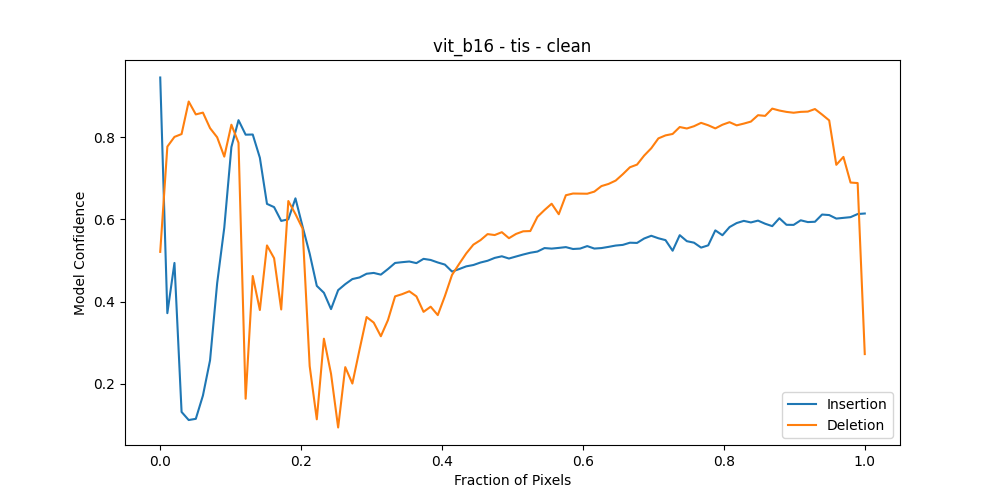 vit_b16 - tis - clean
Model Confidence
0.8
0.6
0.4
0.2
0.0 0.2 0.4 0.6 0.8 1.0
Fraction of Pixels
Insertion
Deletion